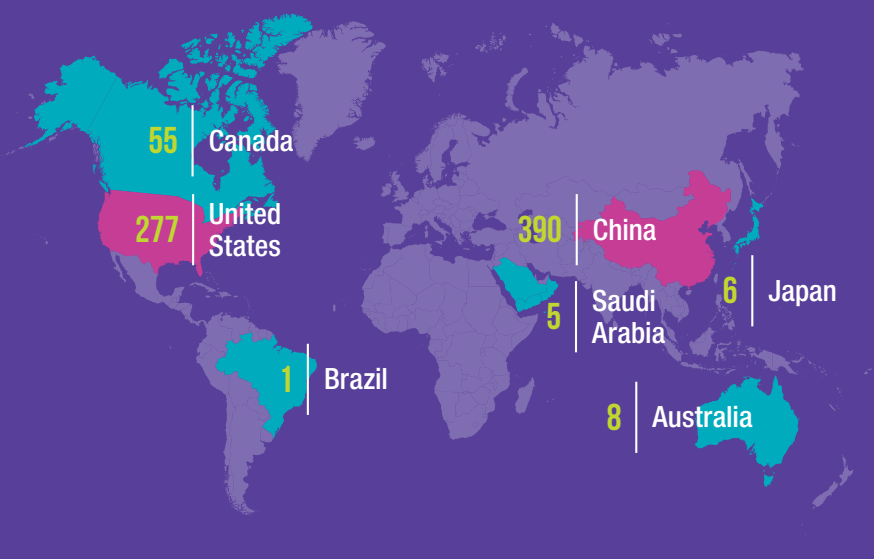 55
Canada
277
United
States
390
China
5
Saudi
Arabia
6
Japan
1
Brazil
8
Australia